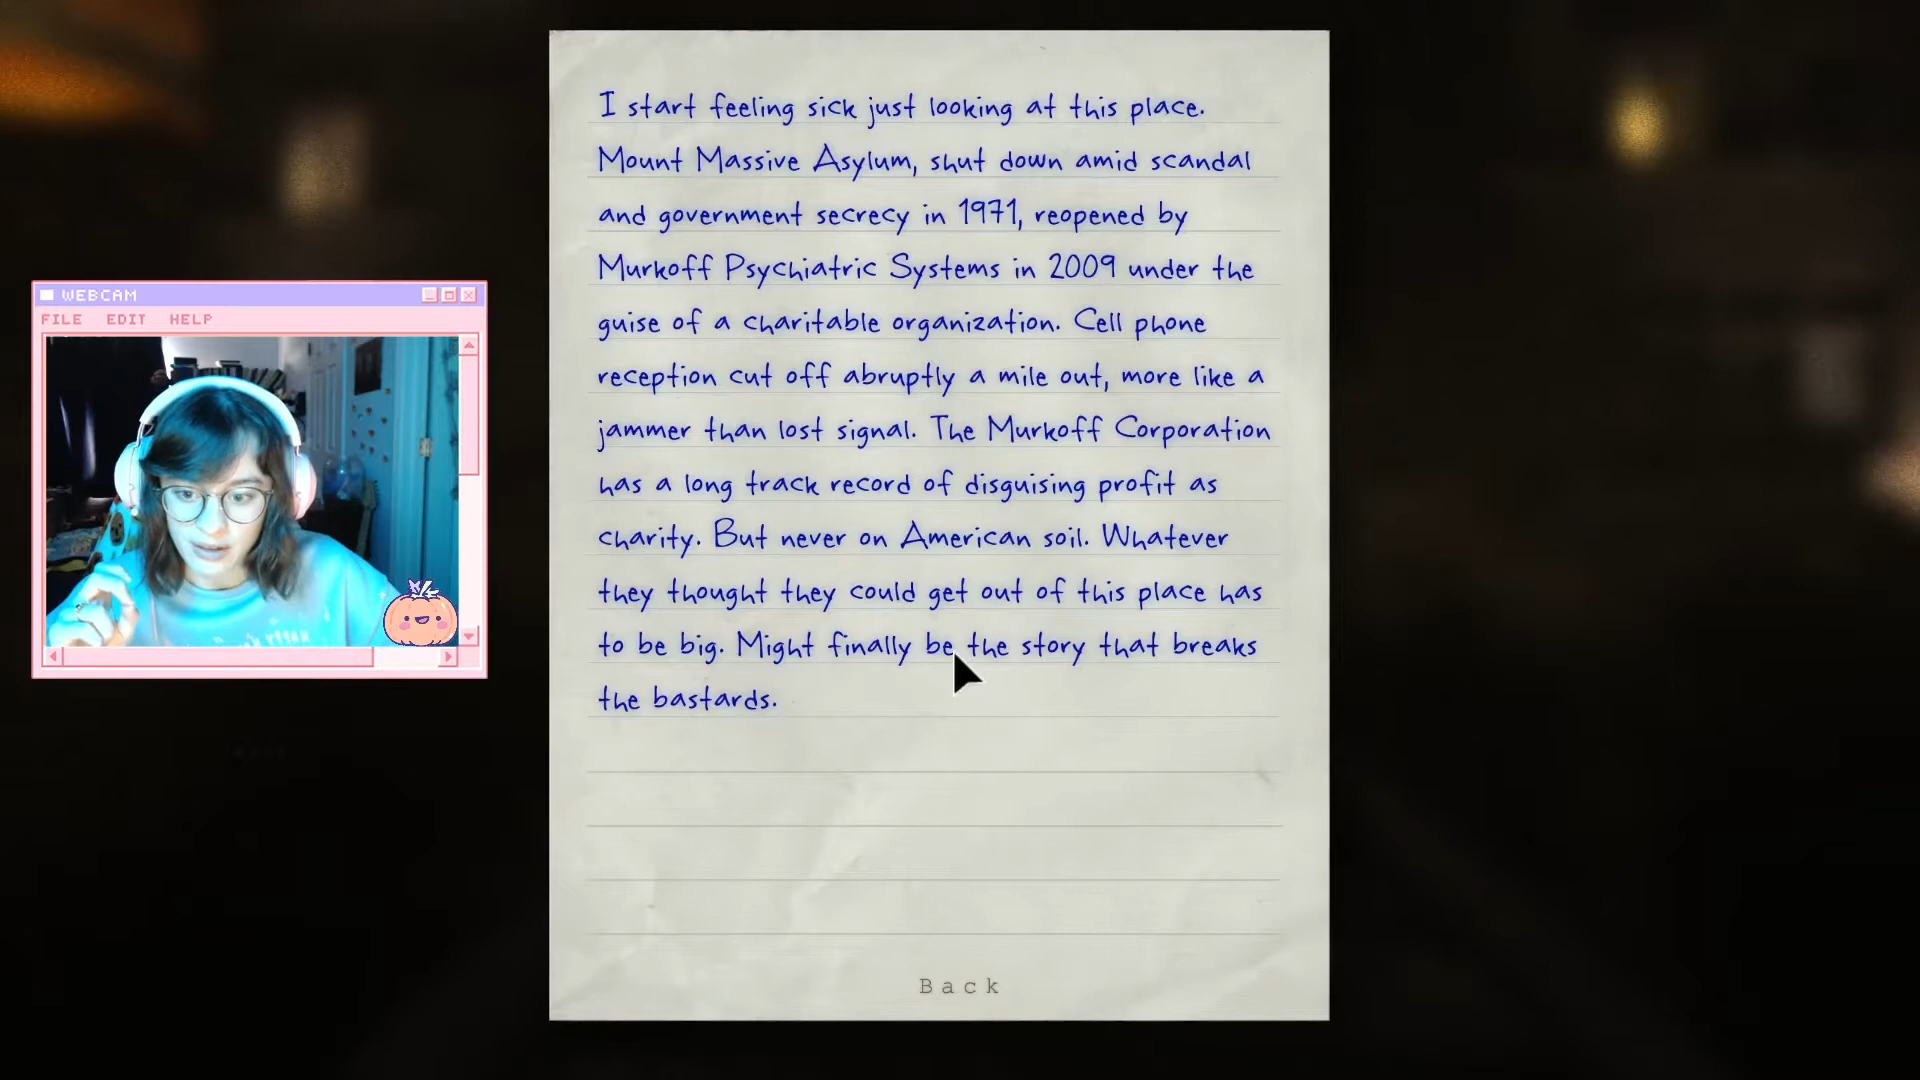 WEBCAM
FILE EDIT HELP
I start feeling sick just looking at this place.
Mount Massive Asylum, shut down amid scandal
and government secrecy in 1971, reopened by
Murkoff Psychiatric Systems in 2009 under the
guise of a charitable organization. Cell phone
reception cut off abruptly a mile out, more like a
jammer than lost signal. The Murkoff Corporation
has a long track record of disguising profit as
charity. But never on American soil. Whatever
they thought they could get out of this place has
to be big. Might finally be the story that breaks
the bastards.
Back